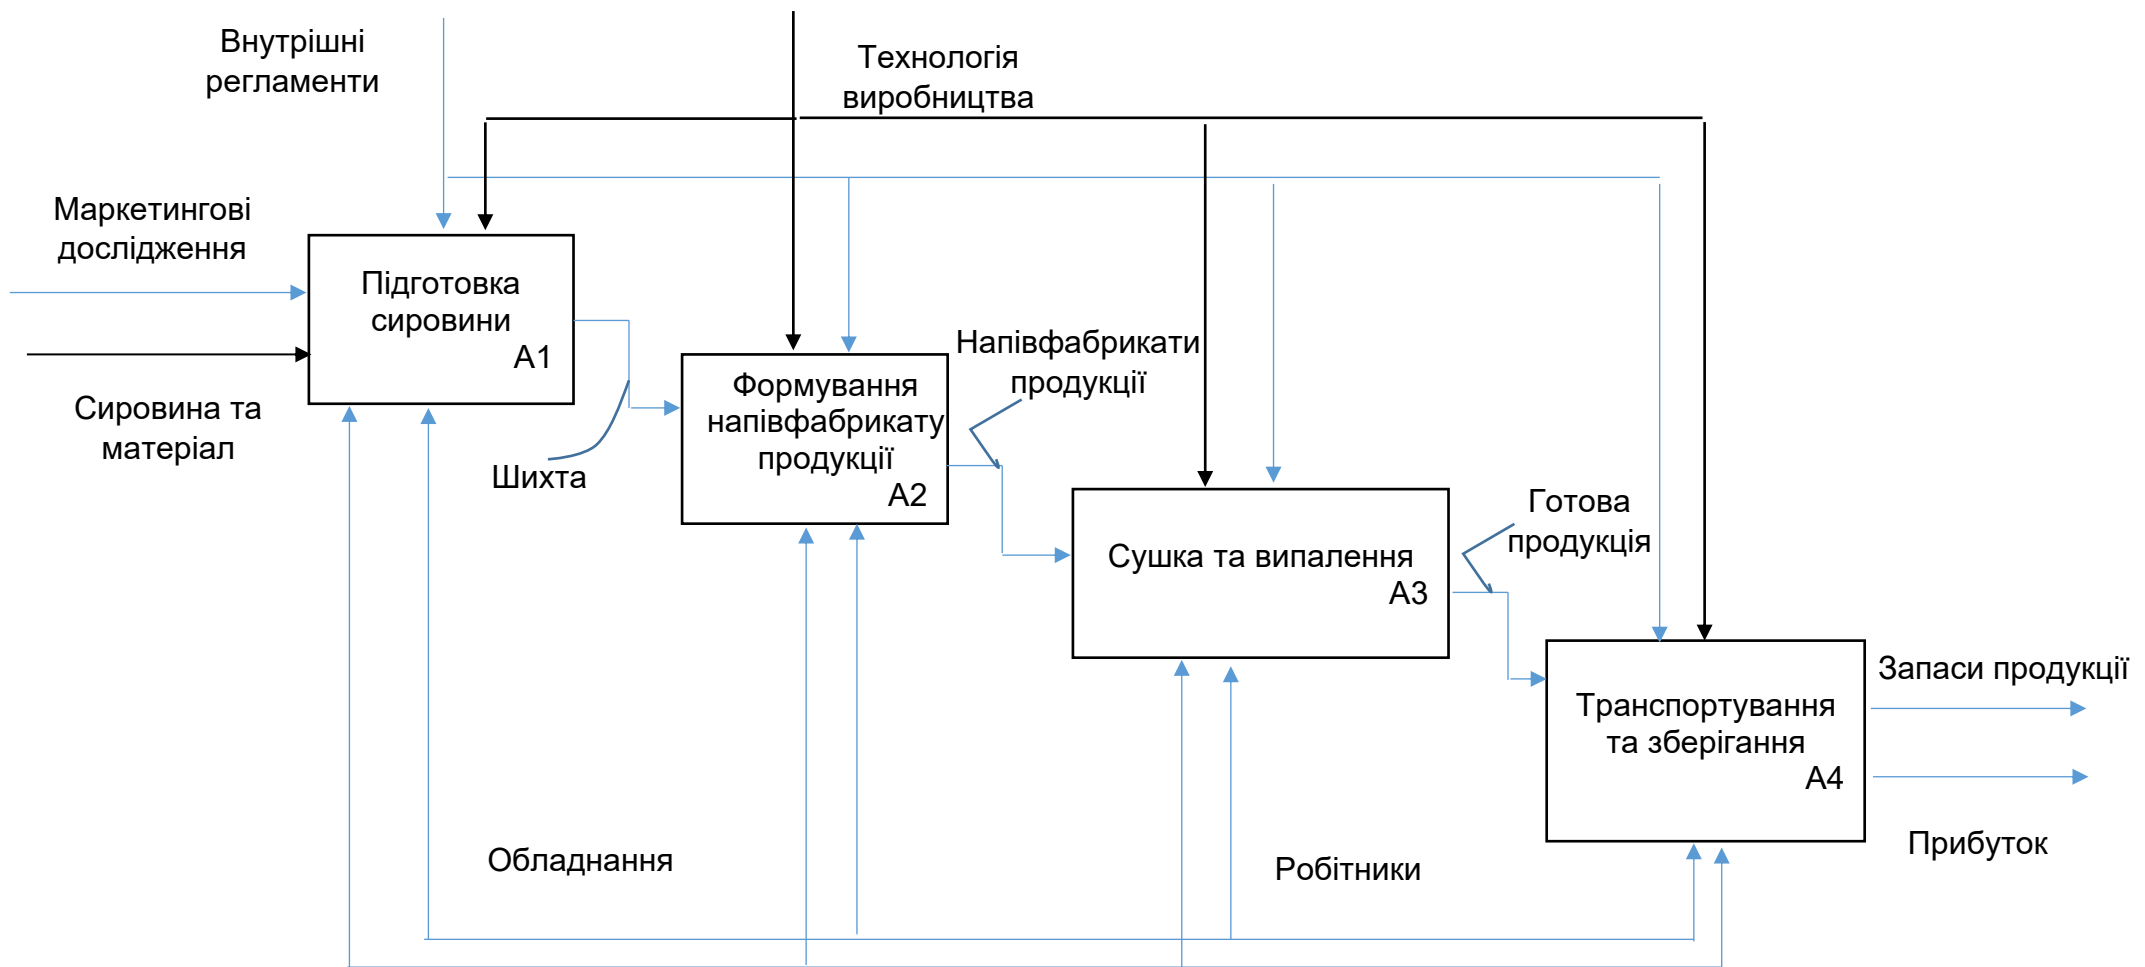 Внутрішні
регламенти
Технологія
виробництва
Маркетингові
дослідження
Підготовка
сировини
А1
Сировина та
матеріал
Шихта
Формування
напівфабрикату
продукції
А2
Напівфабрикати
продукції
Сушка та випалення
А3
Готова
продукція
Транспортування
та зберігання
А4
Запаси продукції
Прибуток
Обладнання
Робітники